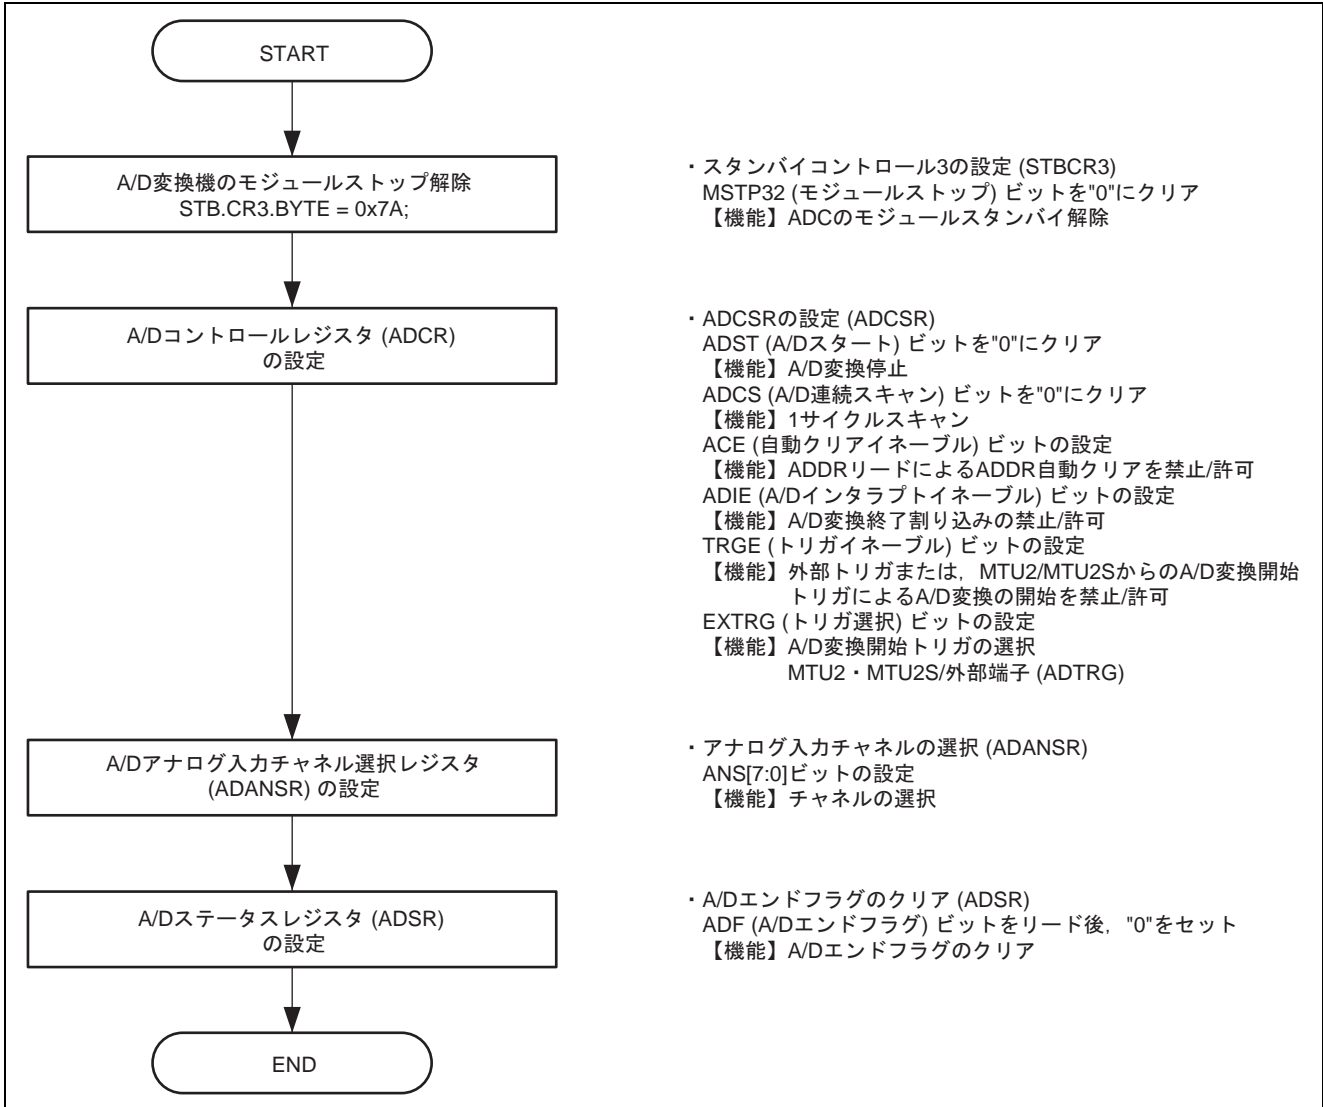 START
A/D変換機のモジュールストップ解除
STB.CR3.BYTE = 0x7A;
・スタンバイコントロール3の設定 (STBCR3)
MSTP32 (モジュールストップ) ビットを"0"にクリア
【機能】ADCのモジュールスタンバイ解除
A/Dコントロールレジスタ (ADCR)
の設定
・ADCSRの設定 (ADCSR)
ADST (A/Dスタート) ビットを"0"にクリア
【機能】A/D変換停止
ADCS (A/D連続スキャン) ビットを"0"にクリア
【機能】1サイクルスキャン
ACE (自動クリアイネーブル) ビットの設定
【機能】ADDRリードによるADDR自動クリアを禁止/許可
ADIE (A/Dインタラプトイネーブル) ビットの設定
【機能】A/D変換終了割り込みの禁止/許可
TRGE (トリガイネーブル) ビットの設定
【機能】外部トリガまたは，MTU2/MTU2SからのA/D変換開始
トリガによるA/D変換の開始を禁止/許可
EXTRG (トリガ選択) ビットの設定
【機能】A/D変換開始トリガの選択
MTU2・MTU2S/外部端子 (ADTRG)
A/Dアナログ入力チャネル選択レジスタ
(ADANSR) の設定
・アナログ入力チャネルの選択 (ADANSR)
ANS[7:0]ビットの設定
【機能】チャネルの選択
A/Dステータスレジスタ (ADSR)
の設定
・A/Dエンドフラグのクリア (ADSR)
ADF (A/Dエンドフラグ) ビットをリード後，"0"をセット
【機能】A/Dエンドフラグのクリア
END